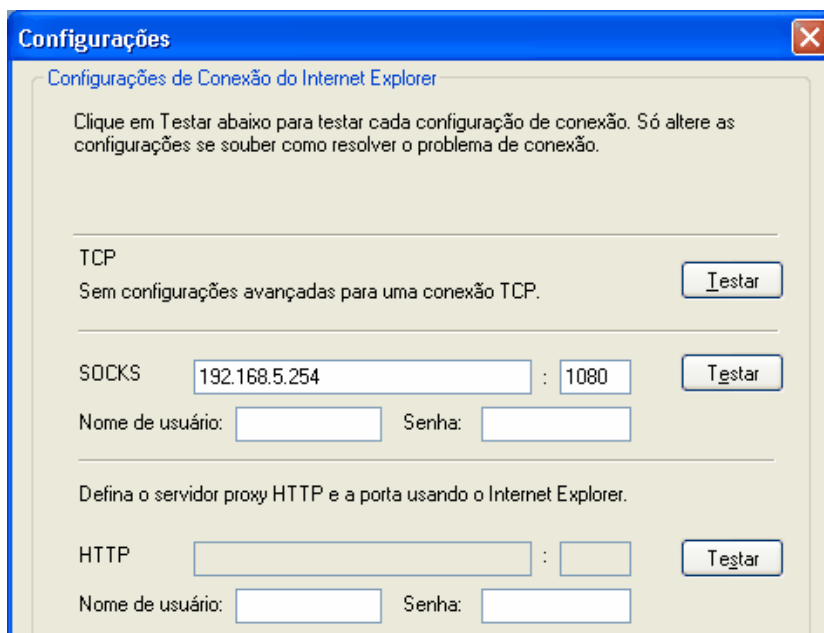 Configurações
Configurações de Conexão do Internet Explorer
Clique em Testar abaixo para testar cada configuração de conexão. Só altere as
configurações se souber como resolver o problema de conexão.
TCP
Sem configurações avançadas para uma conexão TCP.
Testar
SOCKS 192.168.5.254 : 1080 Testar
Nome de usuário: Senha:
Defina o servidor proxy HTTP e a porta usando o Internet Explorer.
HTTP : Testar
Nome de usuário: Senha: